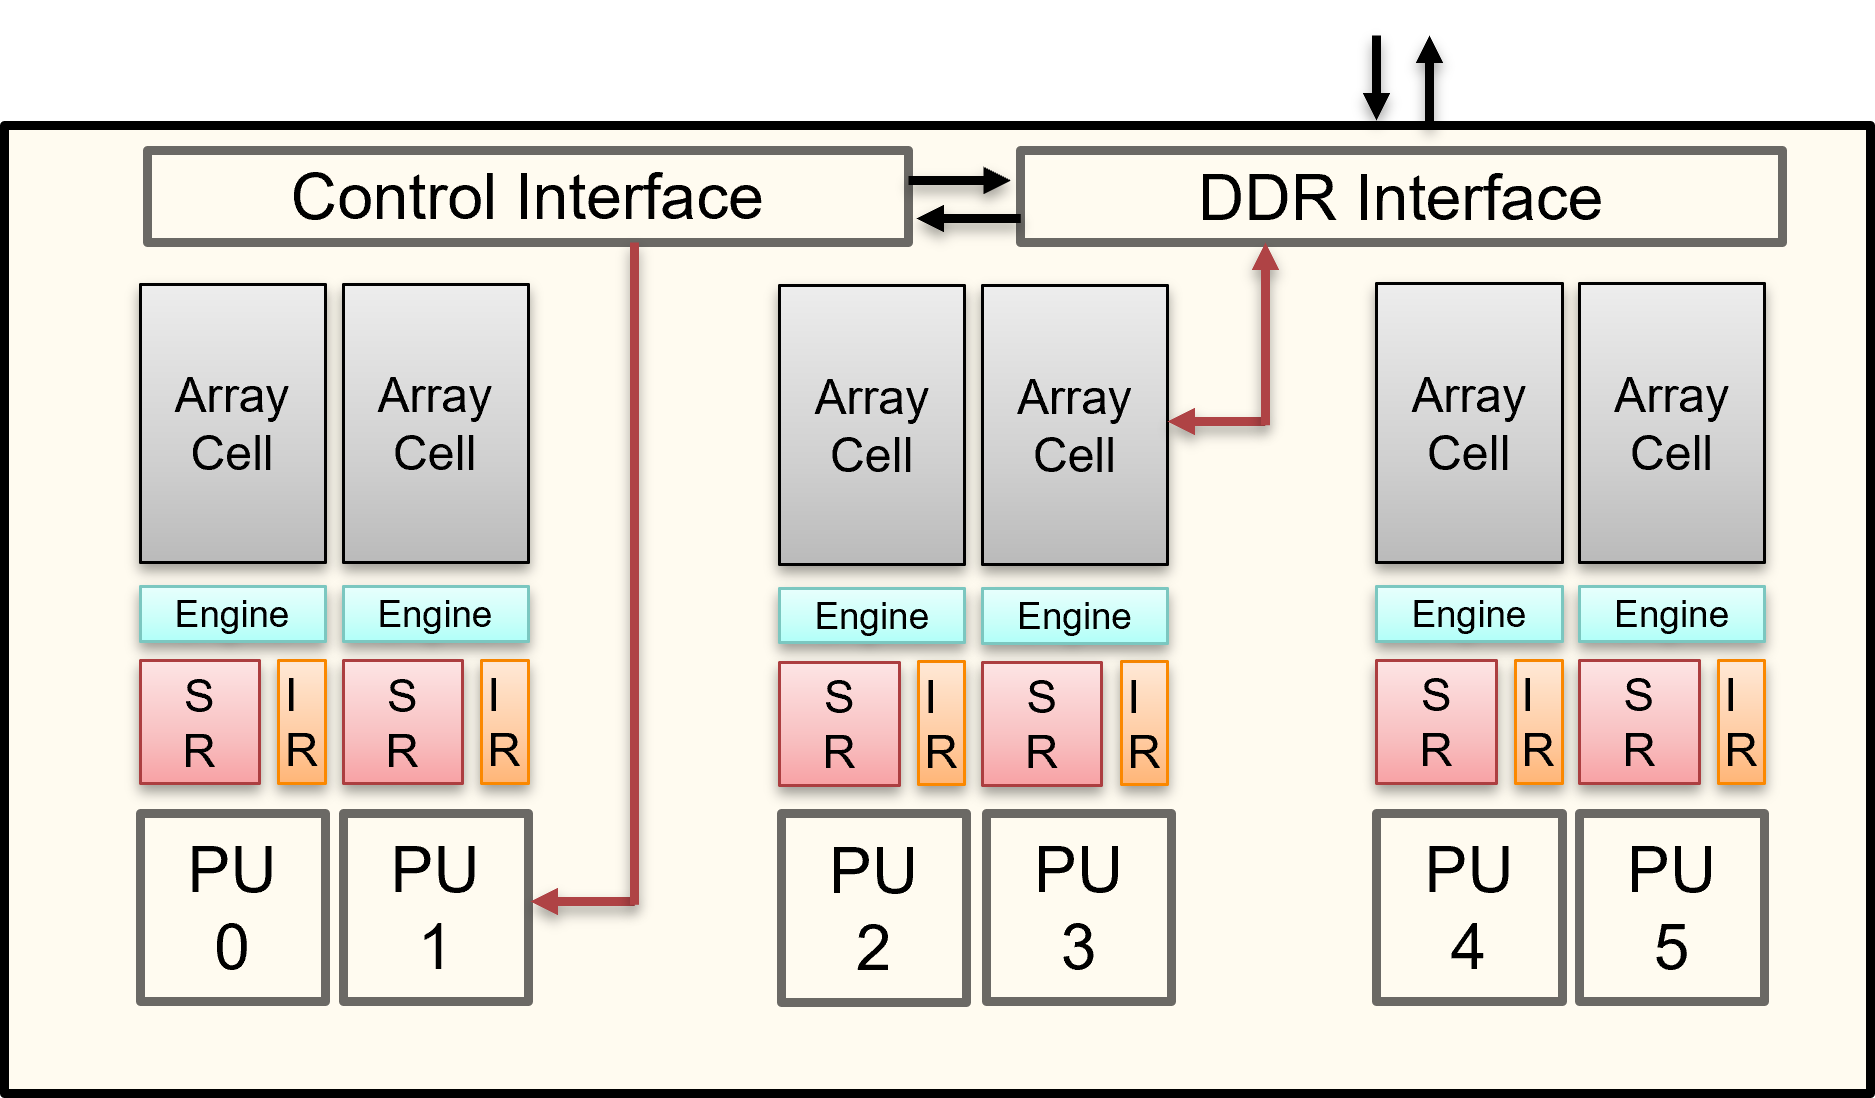 Control Interface
DDR Interface
Array
Cell
Array
Cell
Array
Cell
Array
Cell
Array
Cell
Array
Cell
Engine
Engine
Engine
Engine
Engine
Engine
S
R
I
R
S
R
I
R
S
R
I
R
S
R
I
R
S
R
I
R
S
R
I
R
PU
0
PU
1
PU
2
PU
3
PU
4
PU
5